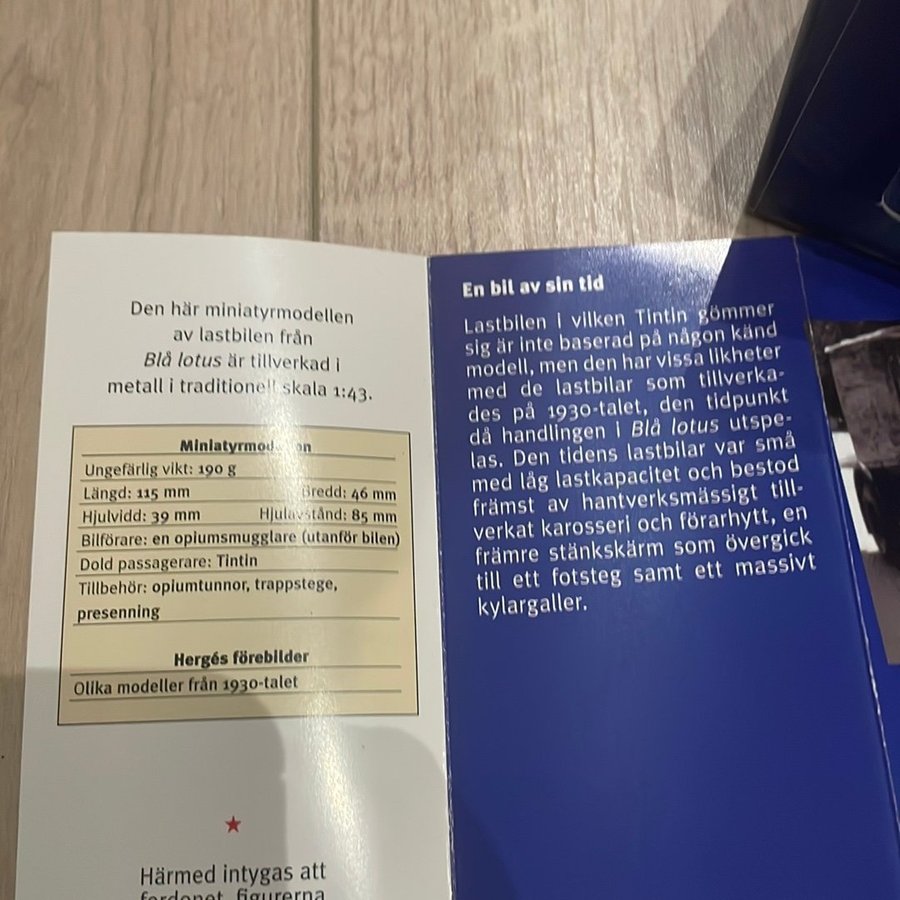 Den här miniatyrmodellen
av lastbilen från
Blå lotus är tillverkad i
metall i traditionell skala 1:43.
Miniatyrmodellen
Ungefärlig vikt: 190 g
Längd: 115 mm Bredd: 46 mm
Hjulvidd: 39 mm Hjulavstånd: 85 mm
Bilförare: en opiumsmugglare (utanför bilen)
Dold passagerare: Tintin
Tillbehör: opiumtunnor, trappstege,
presenning
Hergés förebilder
Olika modeller från 1930-talet
Härmed intygas att
fordonet, figurerna
En bil av sin tid
Lastbilen i vilken Tintin gömmer
sig är inte baserad på någon känd
modell, men den har vissa likheter
med de lastbilar som tillverka-
des på 1930-talet, den tidpunkt
då handlingen i Blå lotus utspe-
las. Den tidens lastbilar var små
med låg lastkapacitet och bestod
främst av hantverksmässigt till-
verkat karosseri och förarhytt, en
främre stänkskärm som övergick
till ett fotsteg samt ett massivt
kylargaller.